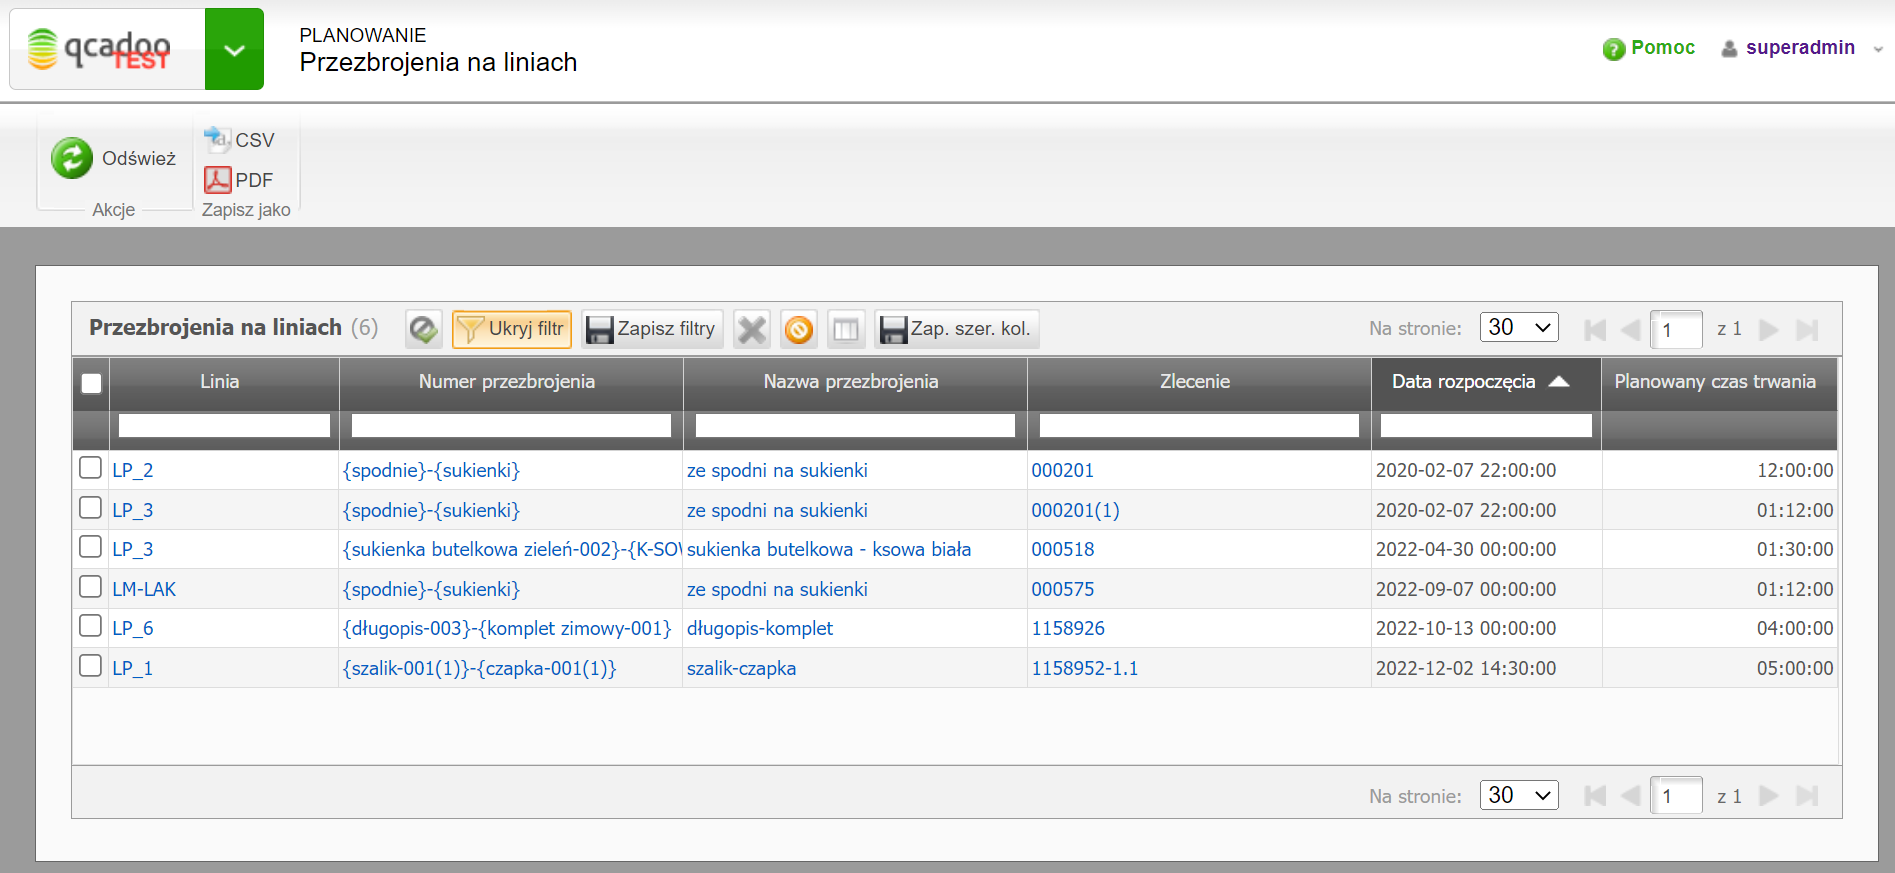 qcadoo
TEST
PLANOWANIE
Przezbrojenia na liniach
Pomoc
superadmin
Odśwież
CSV
PDF
Akcje
Zapisz jako
Przezbrojenia na liniach (6)
Ukryj filtr
Zapisz filtry
Zap. szer. kol.
Na stronie: 30 1 z 1
Linia Numer przezbrojenia Nazwa przezbrojenia Zlecenie Data rozpoczęcia Planowany czas trwania
LP_2 {spodnie}-{sukienki} ze spodni na sukienki 000201 2020-02-07 22:00:00 12:00:00
LP_3 {spodnie}-{sukienki} ze spodni na sukienki 000201(1) 2020-02-07 22:00:00 01:12:00
LP_3 {sukienka butelkowa zieleń-002}-{K-SO sukienka butelkowa - ksowa biała 000518 2022-04-30 00:00:00 01:30:00
LM-LAK {spodnie}-{sukienki} ze spodni na sukienki 000575 2022-09-07 00:00:00 01:12:00
LP_6 {długopis-003}-{komplet zimowy-001} długopis-komplet 1158926 2022-10-13 00:00:00 04:00:00
LP_1 {szalik-001(1)}-{czapka-001(1)} szalik-czapka 1158952-1.1 2022-12-02 14:30:00 05:00:00
Na stronie: 30 1 z 1